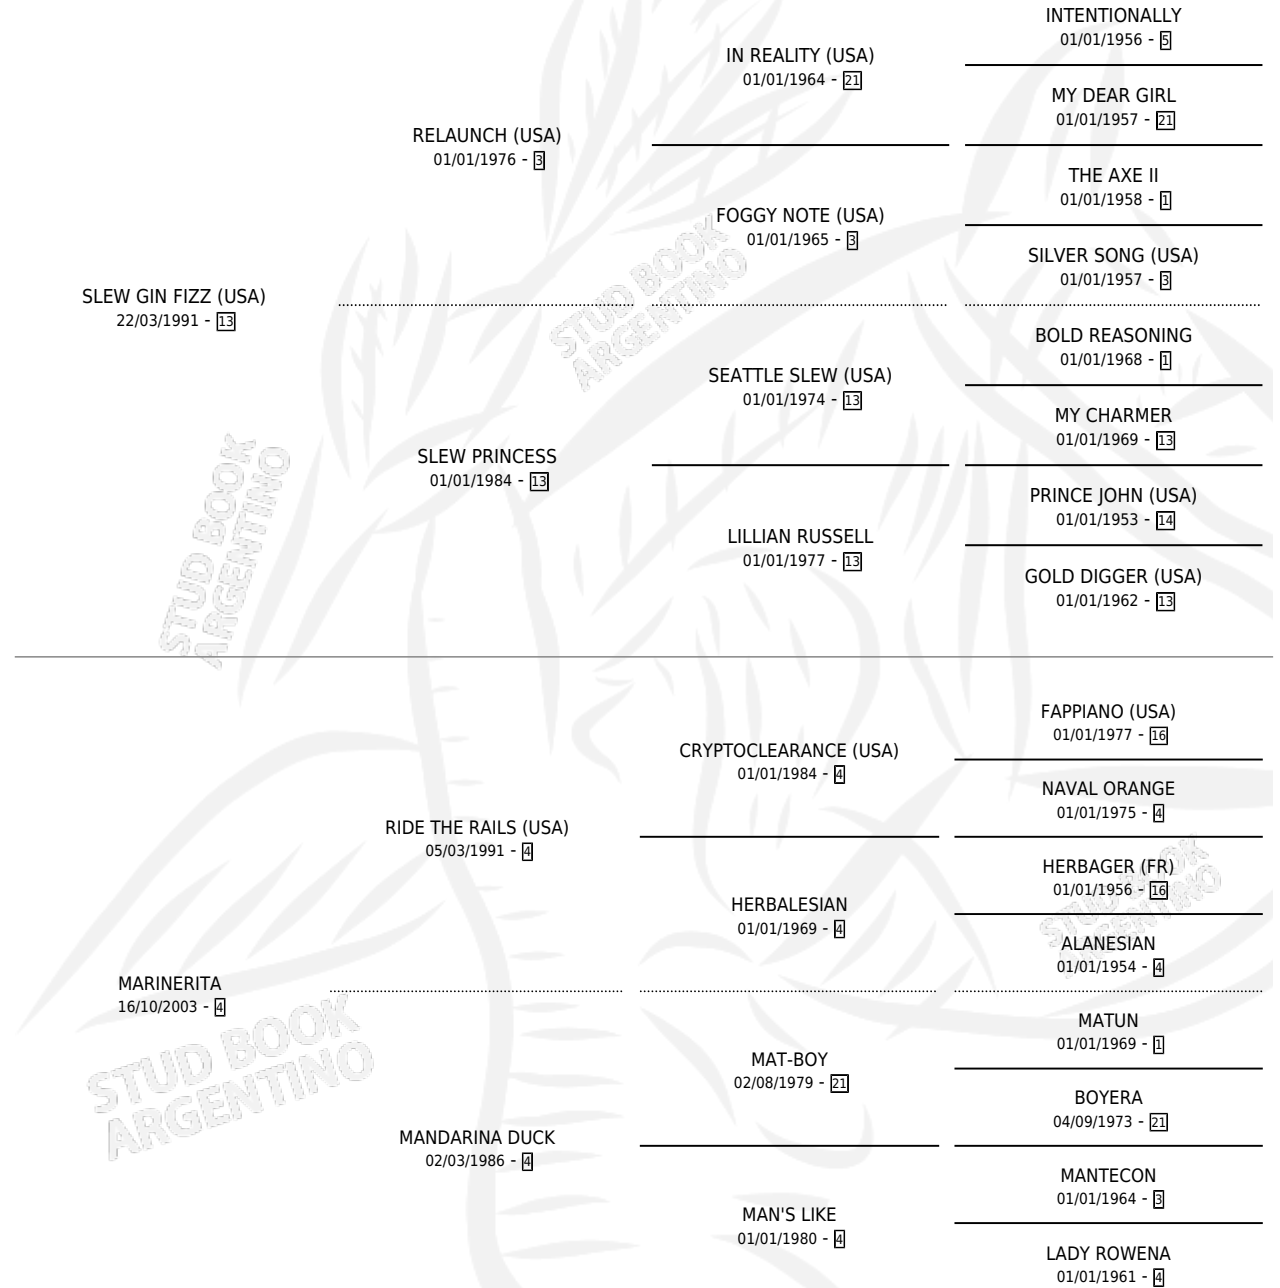 INTENTIONALLY
01/01/1956 - 5
IN REALITY (USA)
01/01/1964 - 21
MY DEAR GIRL
01/01/1957 - 21
RELAUNCH (USA)
01/01/1976 - 3
THE AXE II
01/01/1958 - 1
FOGGY NOTE (USA)
01/01/1965 - 3
SILVER SONG (USA)
01/01/1957 - 3
SLEW GIN FIZZ (USA)
22/03/1991 - 13
BOLD REASONING
01/01/1968 - 1
SEATTLE SLEW (USA)
01/01/1974 - 13
MY CHARMER
01/01/1969 - 13
SLEW PRINCESS
01/01/1984 - 13
PRINCE JOHN (USA)
01/01/1953 - 14
LILLIAN RUSSELL
01/01/1977 - 13
GOLD DIGGER (USA)
01/01/1962 - 13
FAPPIANO (USA)
01/01/1977 - 16
CRYPTOCLEARANCE (USA)
01/01/1984 - 4
NAVAL ORANGE
01/01/1975 - 4
RIDE THE RAILS (USA)
05/03/1991 - 4
HERBAGER (FR)
01/01/1956 - 16
HERBALESIAN
01/01/1969 - 4
ALANESIAN
01/01/1954 - 4
MARINERITA
16/10/2003 - 4
MATUN
01/01/1969 - 1
MAT-BOY
02/08/1979 - 21
BOYERA
04/09/1973 - 21
MANDARINA DUCK
02/03/1986 - 4
MANTECON
01/01/1964 - 3
MAN'S LIKE
01/01/1980 - 4
LADY ROWENA
01/01/1961 - 4
STUD BOOK
ARGENTINO
STUD BOOK
ARGENTINO
STUD BOOK
ARGENTINO
STUD BOOK
ARGENTINO